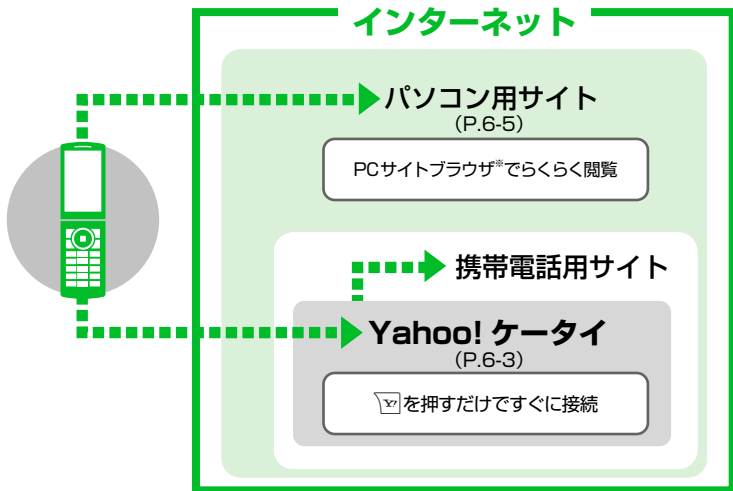 インターネット
パソコン用サイト
(P.6-5)
PCサイトブラウザ※でらくらく閲覧
携帯電話用サイト
Yahoo! ケータイ
(P.6-3)
を押すだけですぐに接続